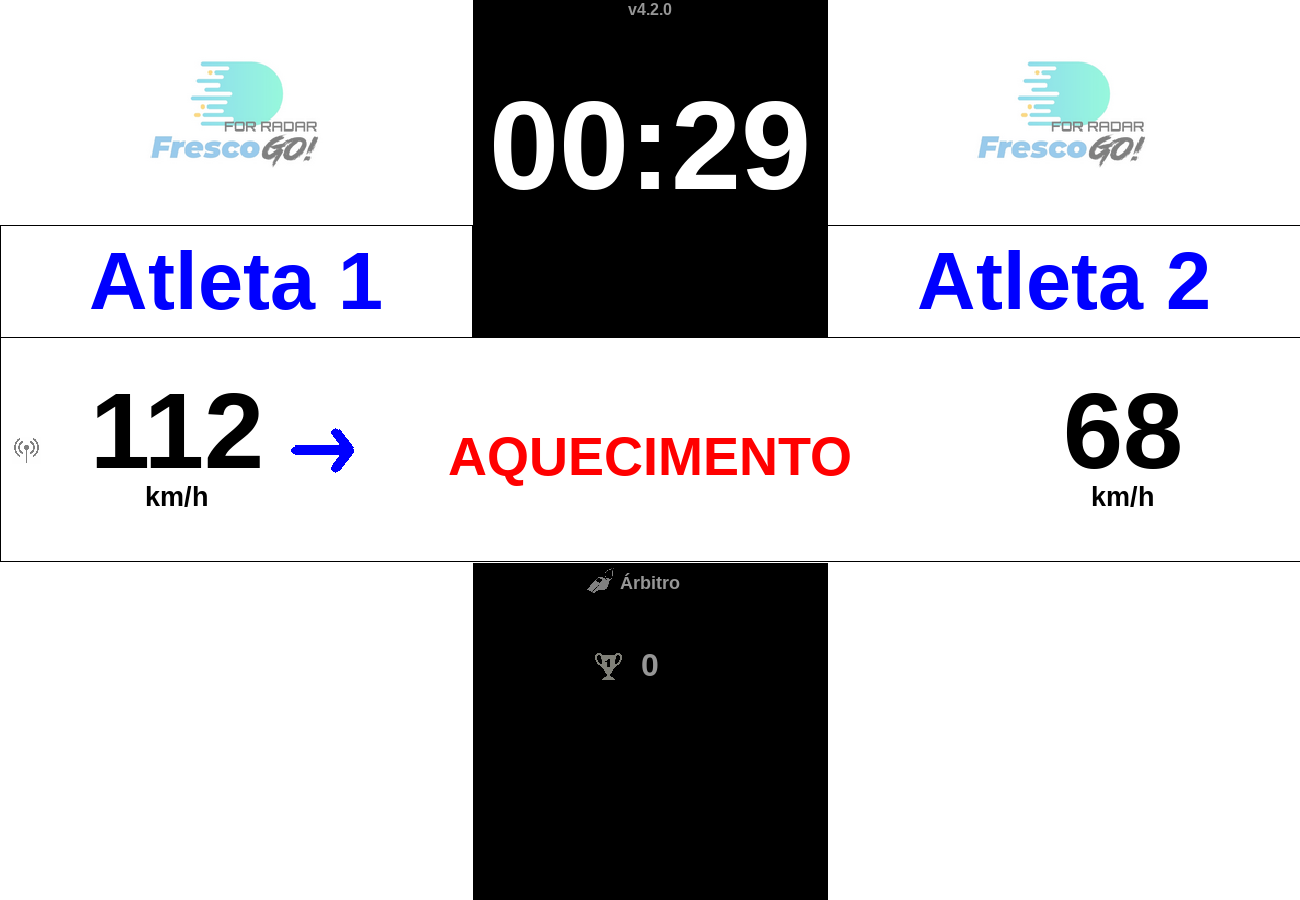 v4.2.0
FOR RADAR
FrescoGO!
00:29
FOR RADAR
FrescoGO!
Atleta 1
Atleta 2
112
km/h
AQUECIMENTO
68
km/h
Árbitro
1 0